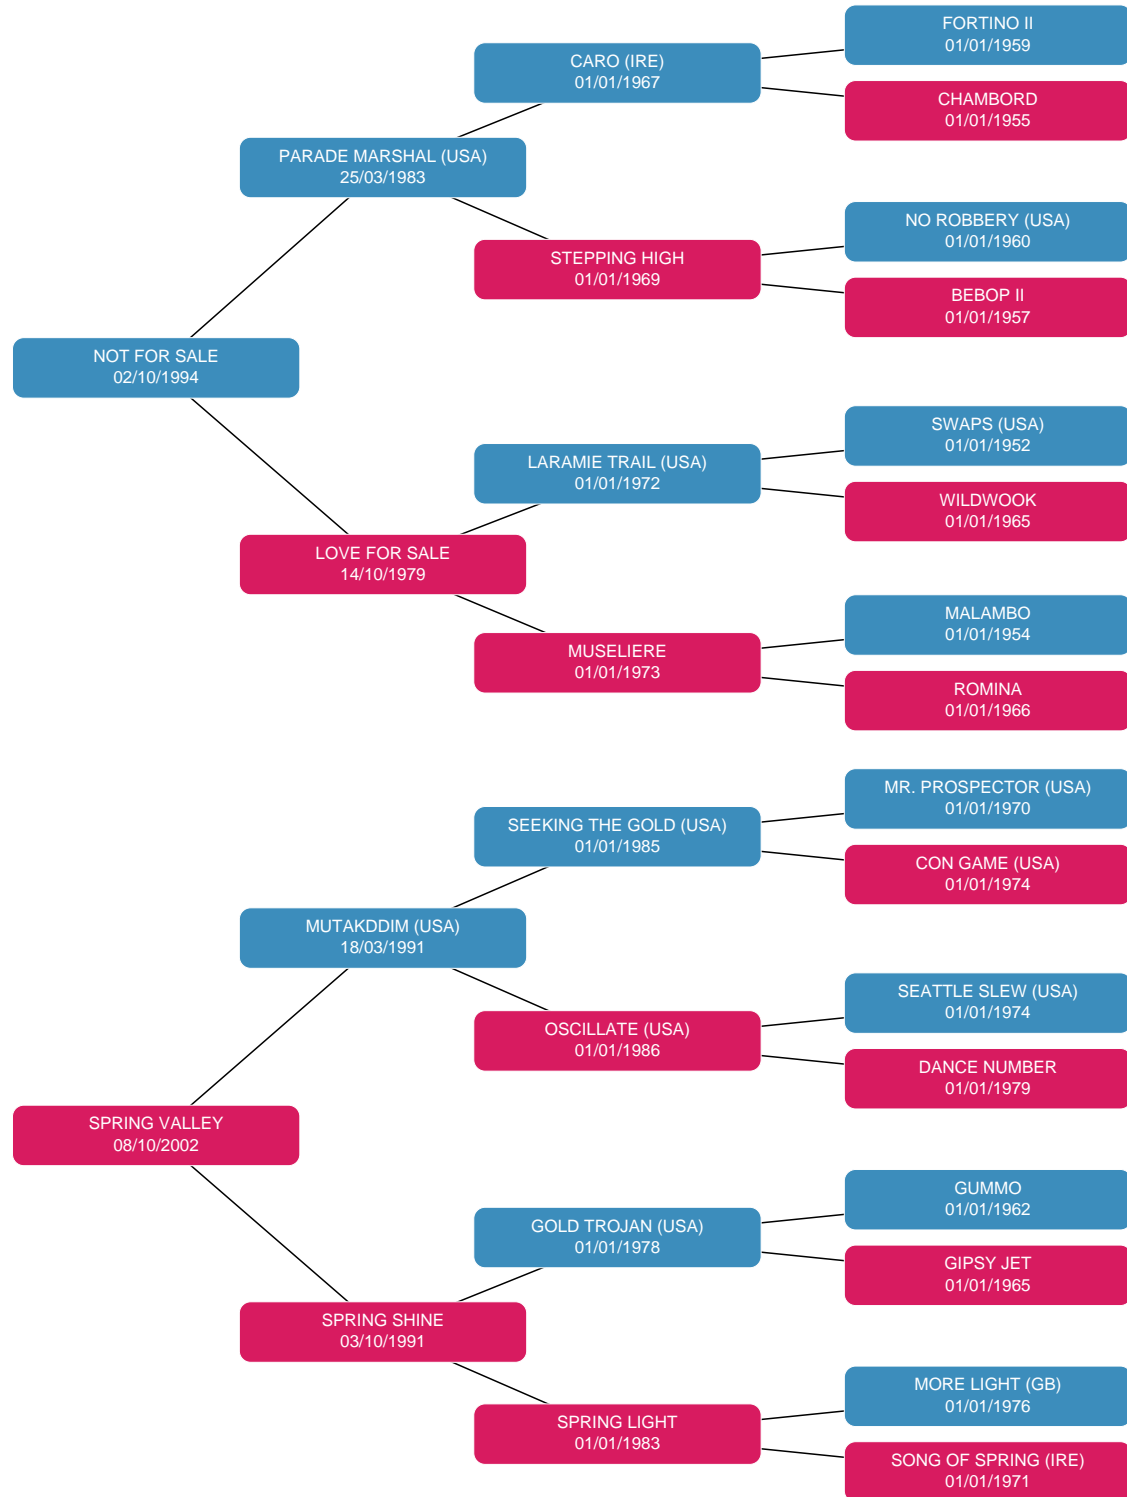 FORTINO II
01/01/1959
CARO (IRE)
01/01/1967
CHAMBORD
01/01/1955
PARADE MARSHAL (USA)
25/03/1983
NO ROBBERY (USA)
01/01/1960
STEPPING HIGH
01/01/1969
BEBOP II
01/01/1957
NOT FOR SALE
02/10/1994
SWAPS (USA)
01/01/1952
LARAMIE TRAIL (USA)
01/01/1972
WILDWOOK
01/01/1965
LOVE FOR SALE
14/10/1979
MALAMBO
01/01/1954
MUSELIERE
01/01/1973
ROMINA
01/01/1966
MR. PROSPECTOR (USA)
01/01/1970
SEEKING THE GOLD (USA)
01/01/1985
CON GAME (USA)
01/01/1974
MUTAKDDIM (USA)
18/03/1991
SEATTLE SLEW (USA)
01/01/1974
OSCILLATE (USA)
01/01/1986
DANCE NUMBER
01/01/1979
SPRING VALLEY
08/10/2002
GUMMO
01/01/1962
GOLD TROJAN (USA)
01/01/1978
GIPSY JET
01/01/1965
SPRING SHINE
03/10/1991
MORE LIGHT (GB)
01/01/1976
SPRING LIGHT
01/01/1983
SONG OF SPRING (IRE)
01/01/1971